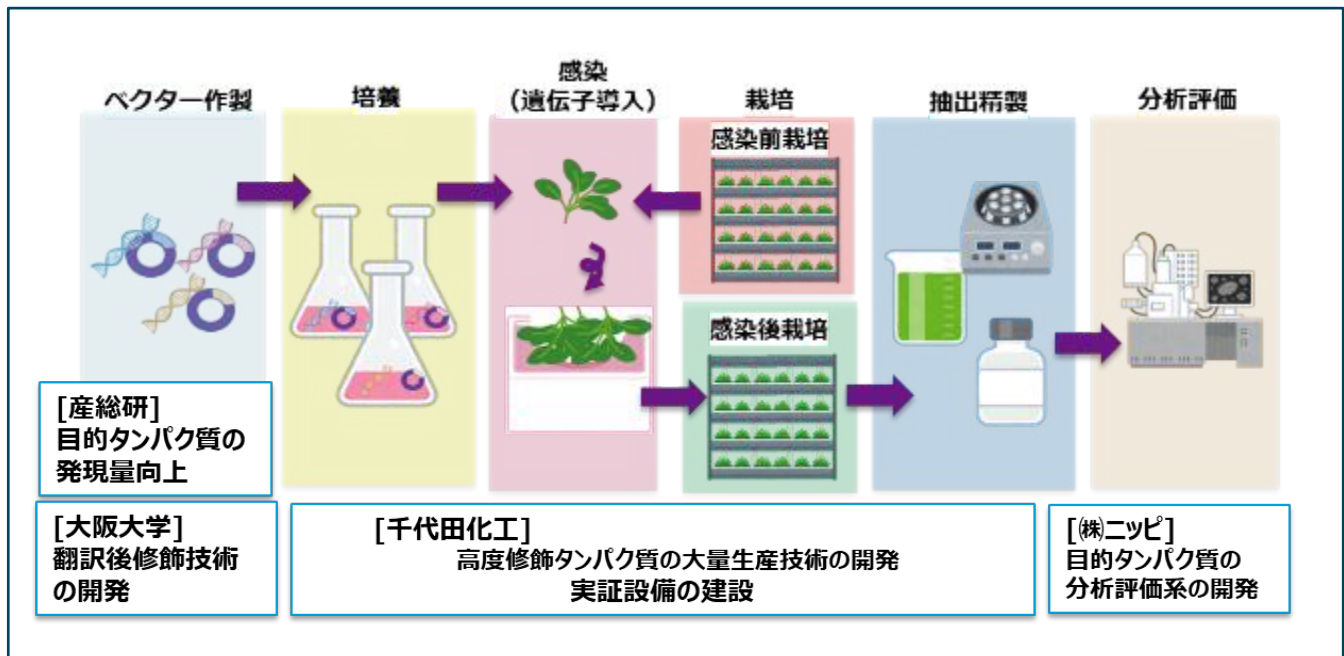 ベクター作製
培養
感染
(遺伝子導入)
栽培
抽出精製
分析評価
感染前栽培
感染後栽培
[産総研]
目的タンパク質の
発現量向上
[大阪大学]
翻訳後修飾技術
の開発
[千代田化工]
高度修飾タンパク質の大量生産技術の開発
実証設備の建設
[㈱ニッピ]
目的タンパク質の
分析評価系の開発